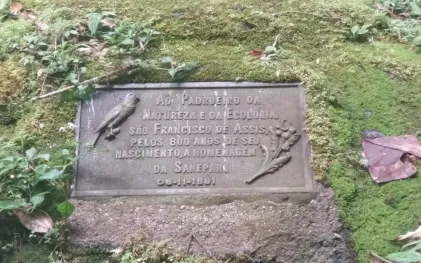 AO PADROEIRO DA
NATUREZA E DA ECOLOGIA,
SÃO FRANCISCO DE ASSIS,
PELOS 800 ANOS DE SEU
NASCIMENTO, A HOMENAGEM
DA SANEPAR.
06-11-1981